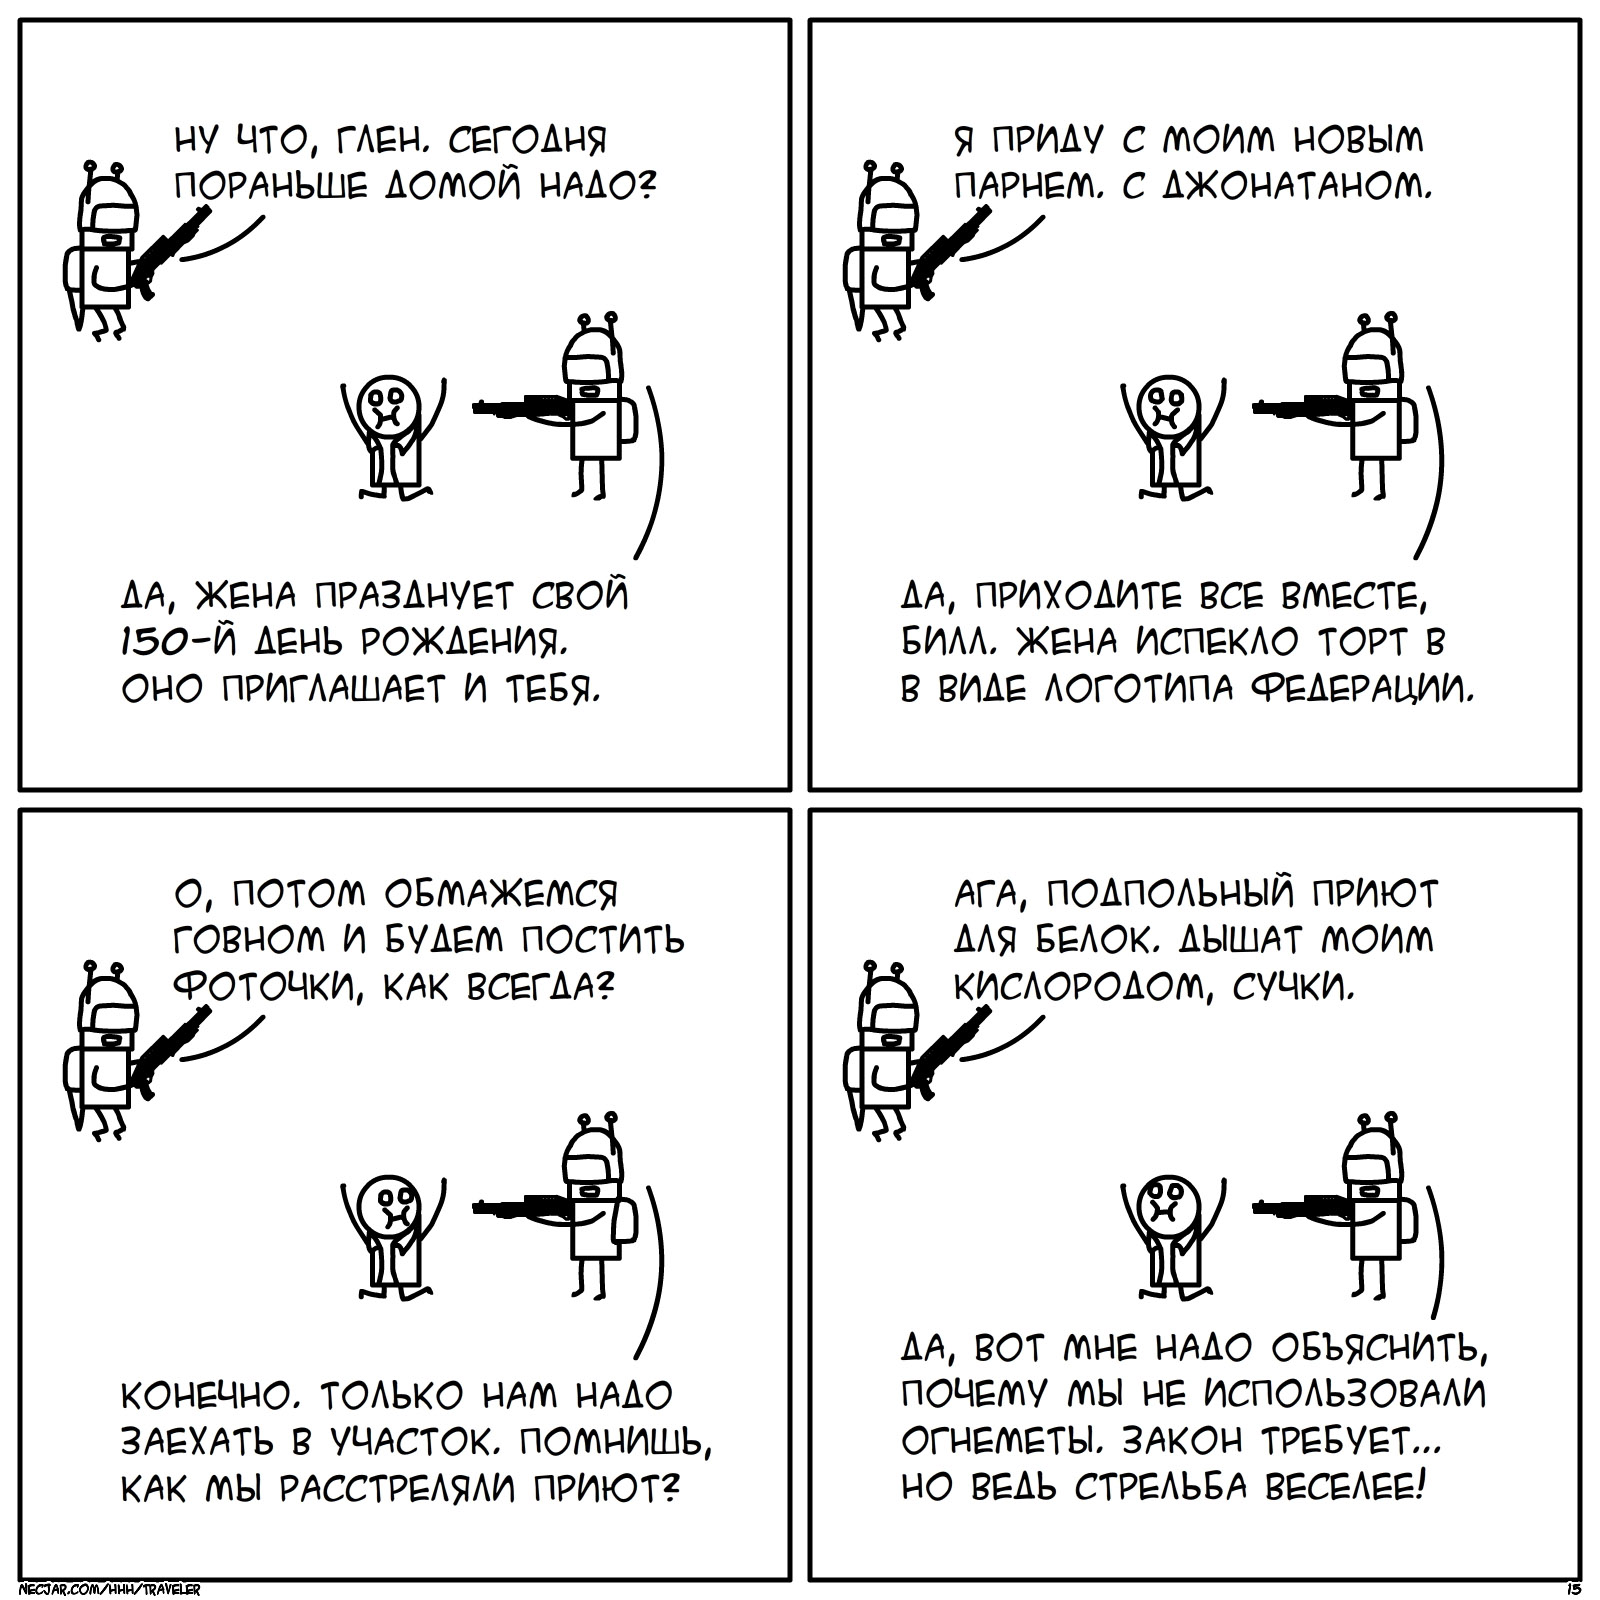 НУ ЧТО, ГЛЕН. СЕГОДНЯ
ПОРАНЬШЕ ДОМОЙ НАДО?
ДА, ЖЕНА ПРАЗДНУЕТ СВОЙ
150-Й ДЕНЬ РОЖДЕНИЯ.
ОНО ПРИГЛАШАЕТ И ТЕБЯ.
Я ПРИДУ С МОИМ НОВЫМ
ПАРНЕМ. С ДЖОНАТАНОМ.
ДА, ПРИХОДИТЕ ВСЕ ВМЕСТЕ,
БИЛЛ. ЖЕНА ИСПЕКЛО ТОРТ В
В ВИДЕ ЛОГОТИПА ФЕДЕРАЦИИ.
О, ПОТОМ ОБМАЖЕМСЯ
ГОВНОМ И БУДЕМ ПОСТИТЬ
ФОТОЧКИ, КАК ВСЕГДА?
КОНЕЧНО. ТОЛЬКО НАМ НАДО
ЗАЕХАТЬ В УЧАСТОК. ПОМНИШЬ,
КАК МЫ РАССТРЕЛЯЛИ ПРИЮТ?
АГА, ПОДПОЛЬНЫЙ ПРИЮТ
ДЛЯ БЕЛОК. ДЫШАТ МОИМ
КИСЛОРОДОМ, СУЧКИ.
ДА, ВОТ МНЕ НАДО ОБЪЯСНИТЬ,
ПОЧЕМУ МЫ НЕ ИСПОЛЬЗОВАЛИ
ОГНЕМЕТЫ. ЗАКОН ТРЕБУЕТ...
НО ВЕДЬ СТРЕЛЬБА ВЕСЕЛЕЕ!
NECJAR.COM/HHH/TRAVELER
15